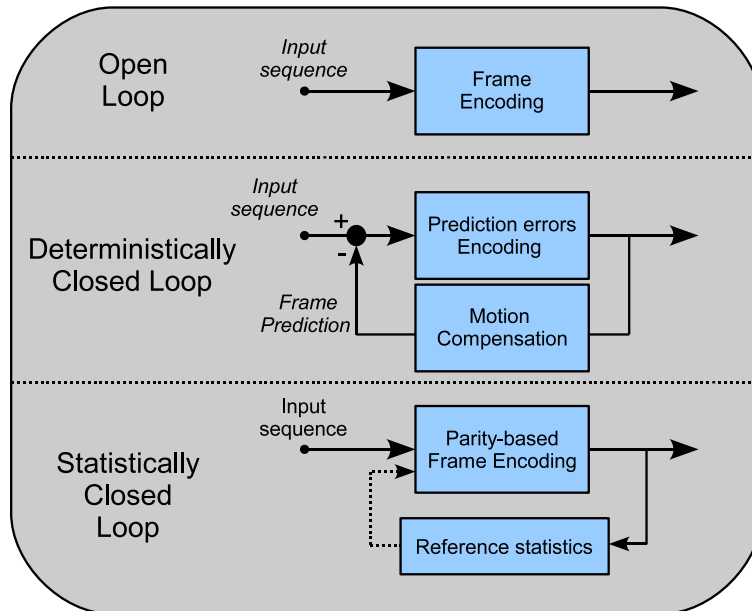 Open
Loop
Input
sequence
Frame
Encoding
Deterministically
Closed Loop
Input
sequence
+
-
Prediction errors
Encoding
Frame
Prediction
Motion
Compensation
Statistically
Closed
Loop
Input
sequence
Parity-based
Frame Encoding
Reference statistics